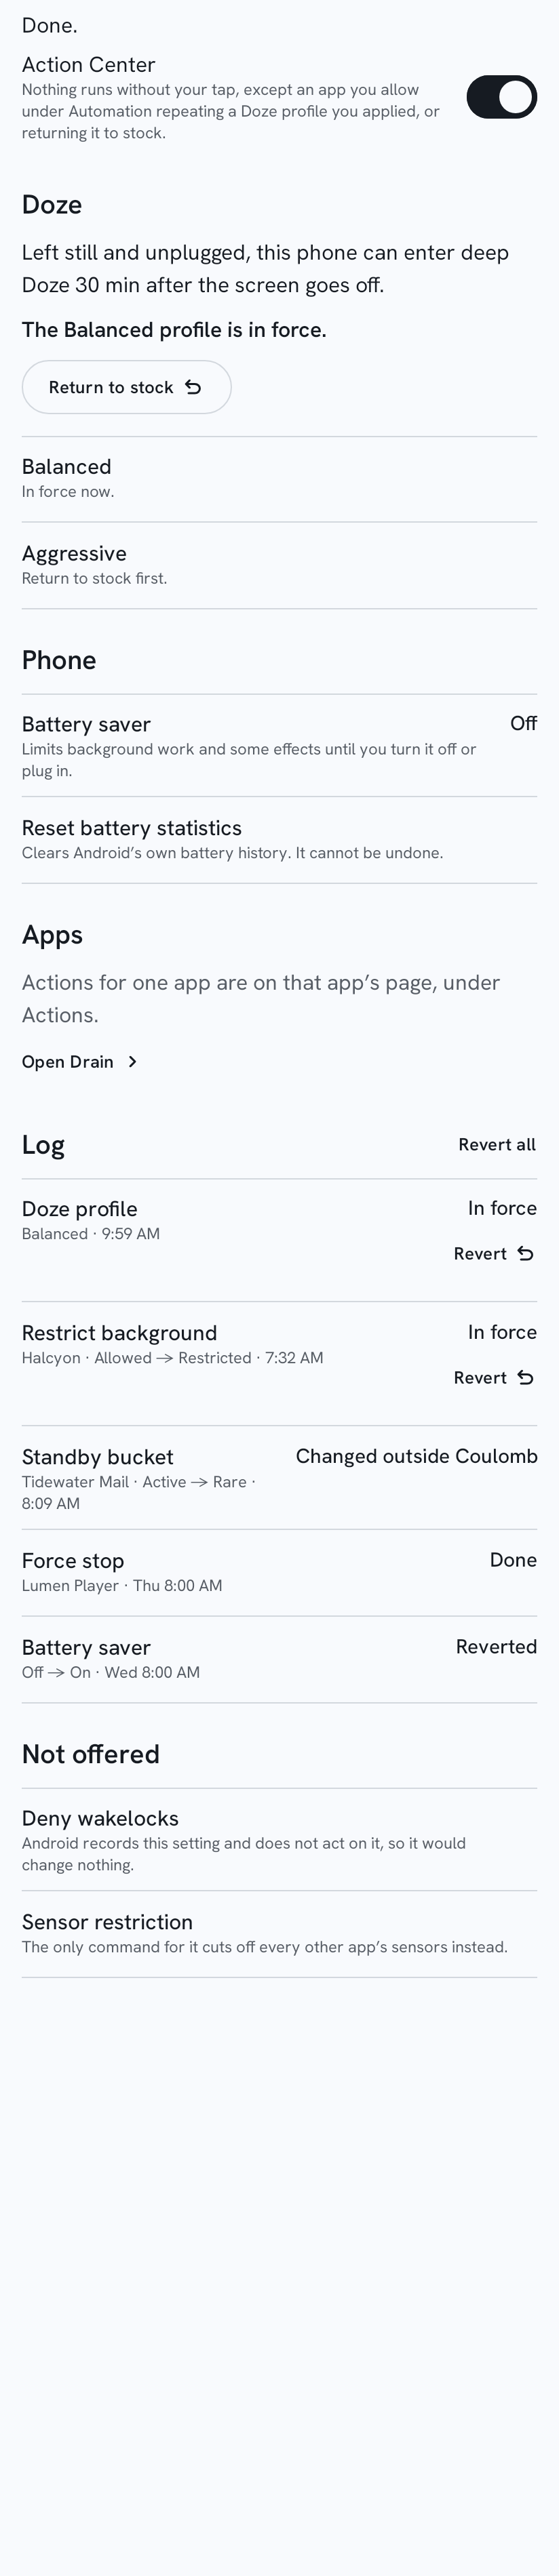 Done.
Action Center
Nothing runs without your tap, except an app you allow
under Automation repeating a Doze profile you applied, or
returning it to stock.
Doze
Left still and unplugged, this phone can enter deep
Doze 30 min after the screen goes off.
The Balanced profile is in force.
Return to stock
Balanced
In force now.
Aggressive
Return to stock first.
Phone
Battery saver
Off
Limits background work and some effects until you turn it off or
plug in.
Reset battery statistics
Clears Android’s own battery history. It cannot be undone.
Apps
Actions for one app are on that app’s page, under
Actions.
Open Drain
Log
Revert all
Doze profile
In force
Balanced · 9:59 AM
Revert
Restrict background
In force
Halcyon · Allowed → Restricted · 7:32 AM
Revert
Standby bucket
Changed outside Coulomb
Tidewater Mail · Active → Rare ·
8:09 AM
Force stop
Done
Lumen Player · Thu 8:00 AM
Battery saver
Reverted
Off → On · Wed 8:00 AM
Not offered
Deny wakelocks
Android records this setting and does not act on it, so it would
change nothing.
Sensor restriction
The only command for it cuts off every other app’s sensors instead.